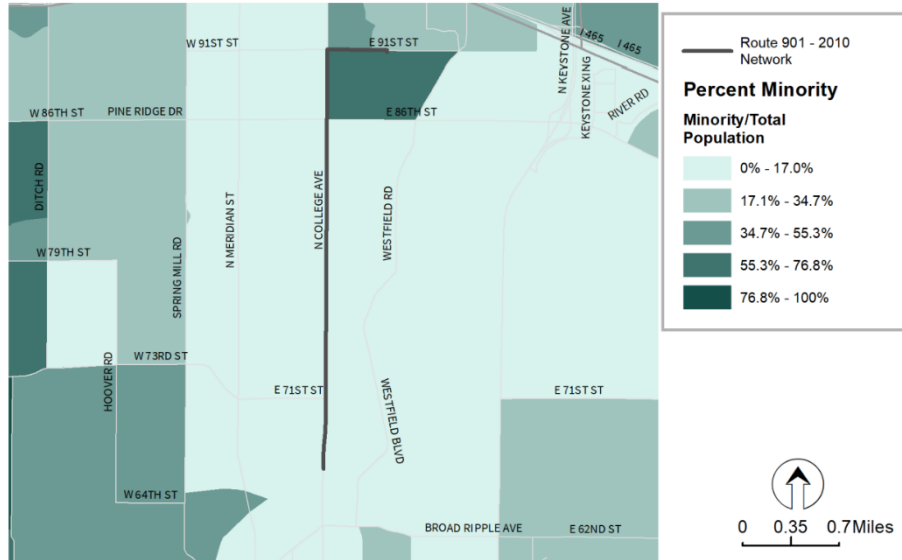 W 91ST ST
E 91ST ST
N KEYSTONE AVE
I 465
I 465
KEYSTONE XING
RIVER RD
W 86TH ST
PINE RIDGE DR
E 86TH ST
DITCH RD
N MERIDIAN ST
N COLLEGE AVE
WESTFIELD RD
W 79TH ST
SPRING MILL RD
HOOVER RD
W 73RD ST
E 71ST ST
WESTFIELD BLVD
E 71ST ST
W 64TH ST
BROAD RIPPLE AVE
E 62ND ST
Route 901 - 2010
Network
Percent Minority
Minority/Total
Population
0% - 17.0%
17.1% - 34.7%
34.7% - 55.3%
55.3% - 76.8%
76.8% - 100%
0 0.35 0.7Miles